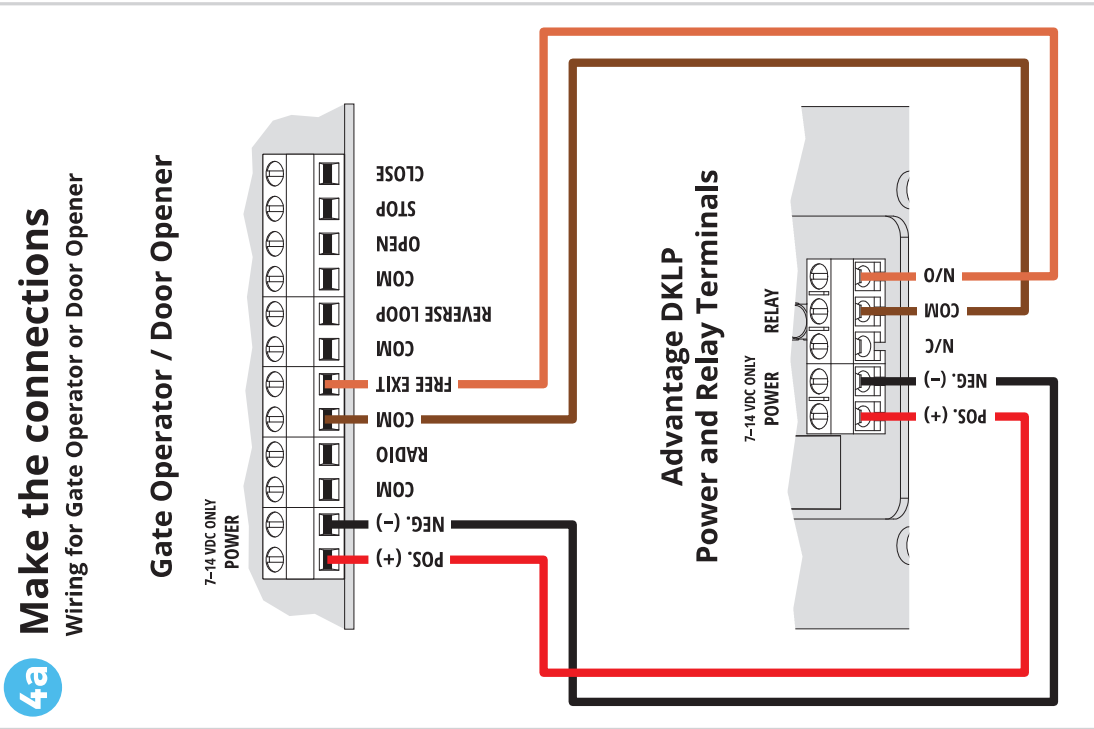 4a
Make the connections
Wiring for Gate Operator or Door Opener
Gate Operator / Door Opener
7–14 VDC ONLY
POWER
POS. (+)
NEG. (–)
COM
RADIO
COM
FREE EXIT
COM
REVERSE LOOP
COM
OPEN
STOP
CLOSE
Advantage DKLP
Power and Relay Terminals
7–14 VDC ONLY
POWER
RELAY
POS. (+)
NEG. (–)
N/C
COM
N/O